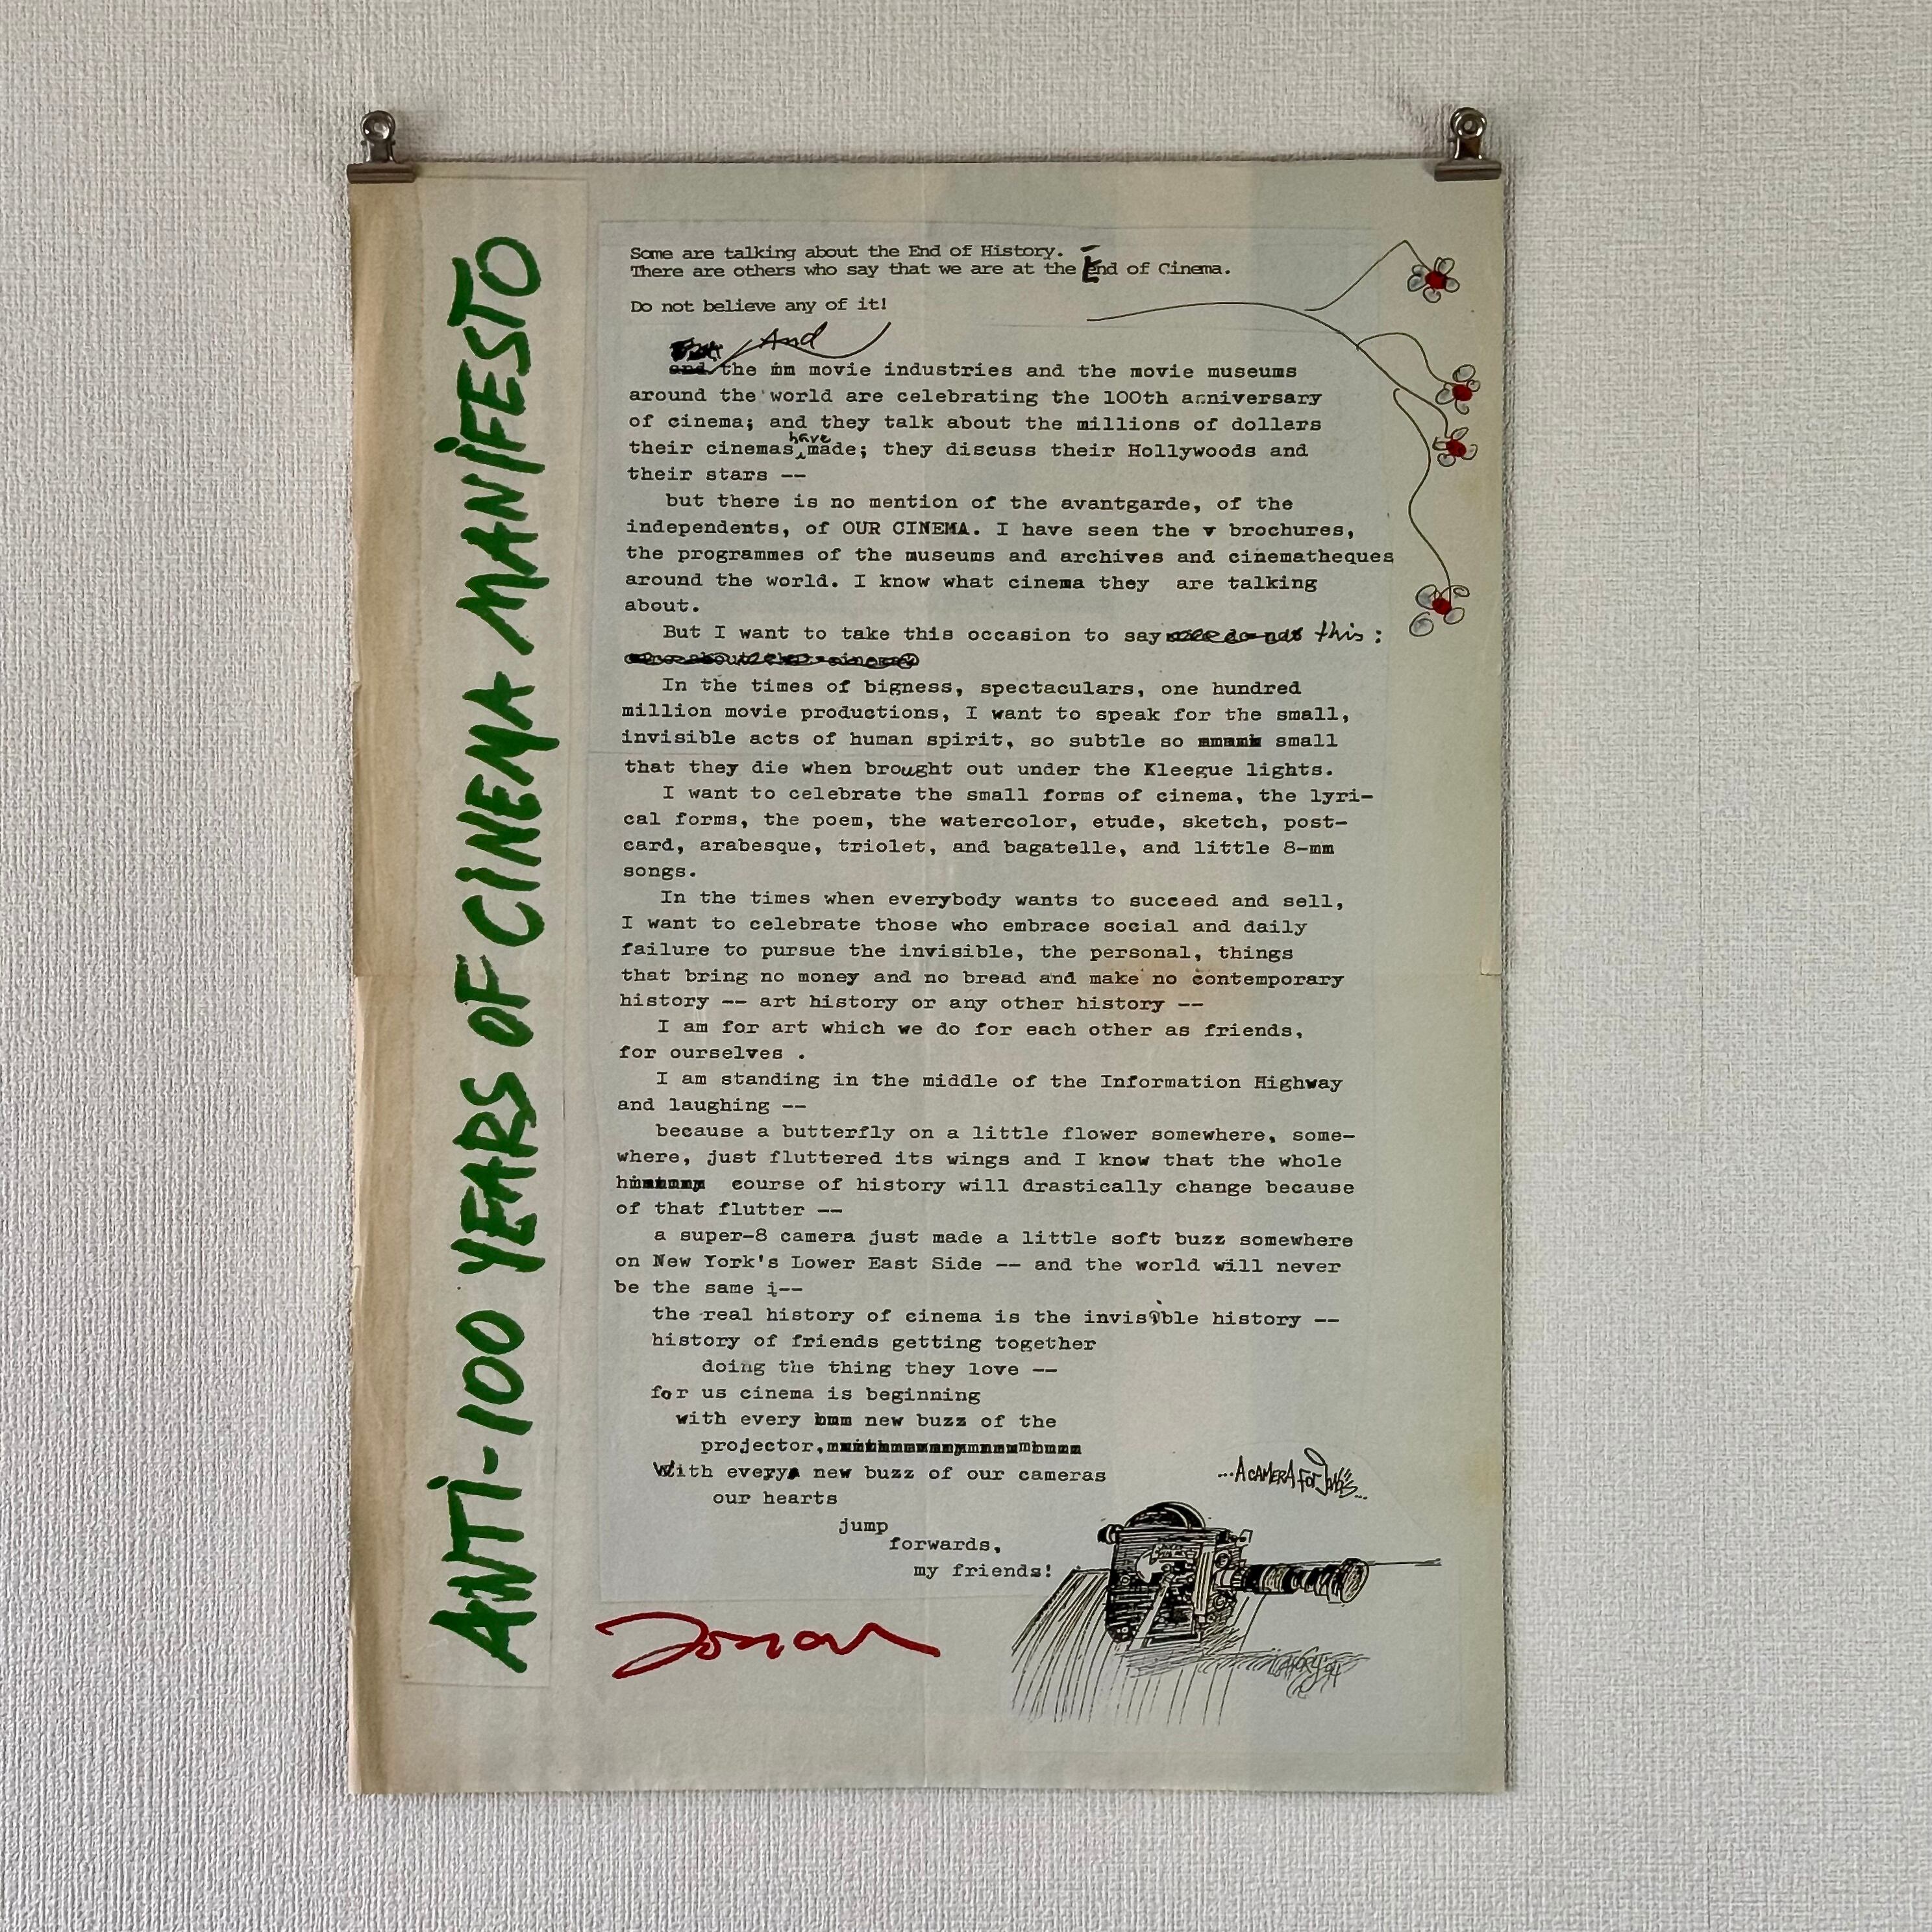 ANTI-100 YEARS OF CINEMA MANIFESTO
Some are talking about the End of History.
There are others who say that we are at the End of Cinema.
Do not believe any of it!
And
the mm movie industries and the movie museums
around the world are celebrating the 100th anniversary
of cinema; and they talk about the millions of dollars
their cinemas have made; they discuss their Hollywoods and
their stars --
but there is no mention of the avantgarde, of the
independents, of OUR CINEMA. I have seen the v brochures,
the programmes of the museums and archives and cinematheques
around the world. I know what cinema they are talking
about.
But I want to take this occasion to say this:
In the times of bigness, spectaculars, one hundred
million movie productions, I want to speak for the small,
invisible acts of human spirit, so subtle so small
that they die when brought out under the Kleegue lights.
I want to celebrate the small forms of cinema, the lyri-
cal forms, the poem, the watercolor, etude, sketch, post-
card, arabesque, triolet, and bagatelle, and little 8-mm
songs.
In the times when everybody wants to succeed and sell,
I want to celebrate those who embrace social and daily
failure to pursue the invisible, the personal, things
that bring no money and no bread and make no contemporary
history -- art history or any other history --
I am for art which we do for each other as friends,
for ourselves .
I am standing in the middle of the Information Highway
and laughing --
because a butterfly on a little flower somewhere, some-
where, just fluttered its wings and I know that the whole
course of history will drastically change because
of that flutter --
a super-8 camera just made a little soft buzz somewhere
on New York's Lower East Side -- and the world will never
be the same --
the real history of cinema is the invisible history --
history of friends getting together
doing the thing they love --
for us cinema is beginning
with every new buzz of the
projector,
With every new buzz of our cameras
our hearts
jump
forwards,
my friends!
...A CAMERA FOR Jonas...
Jonas